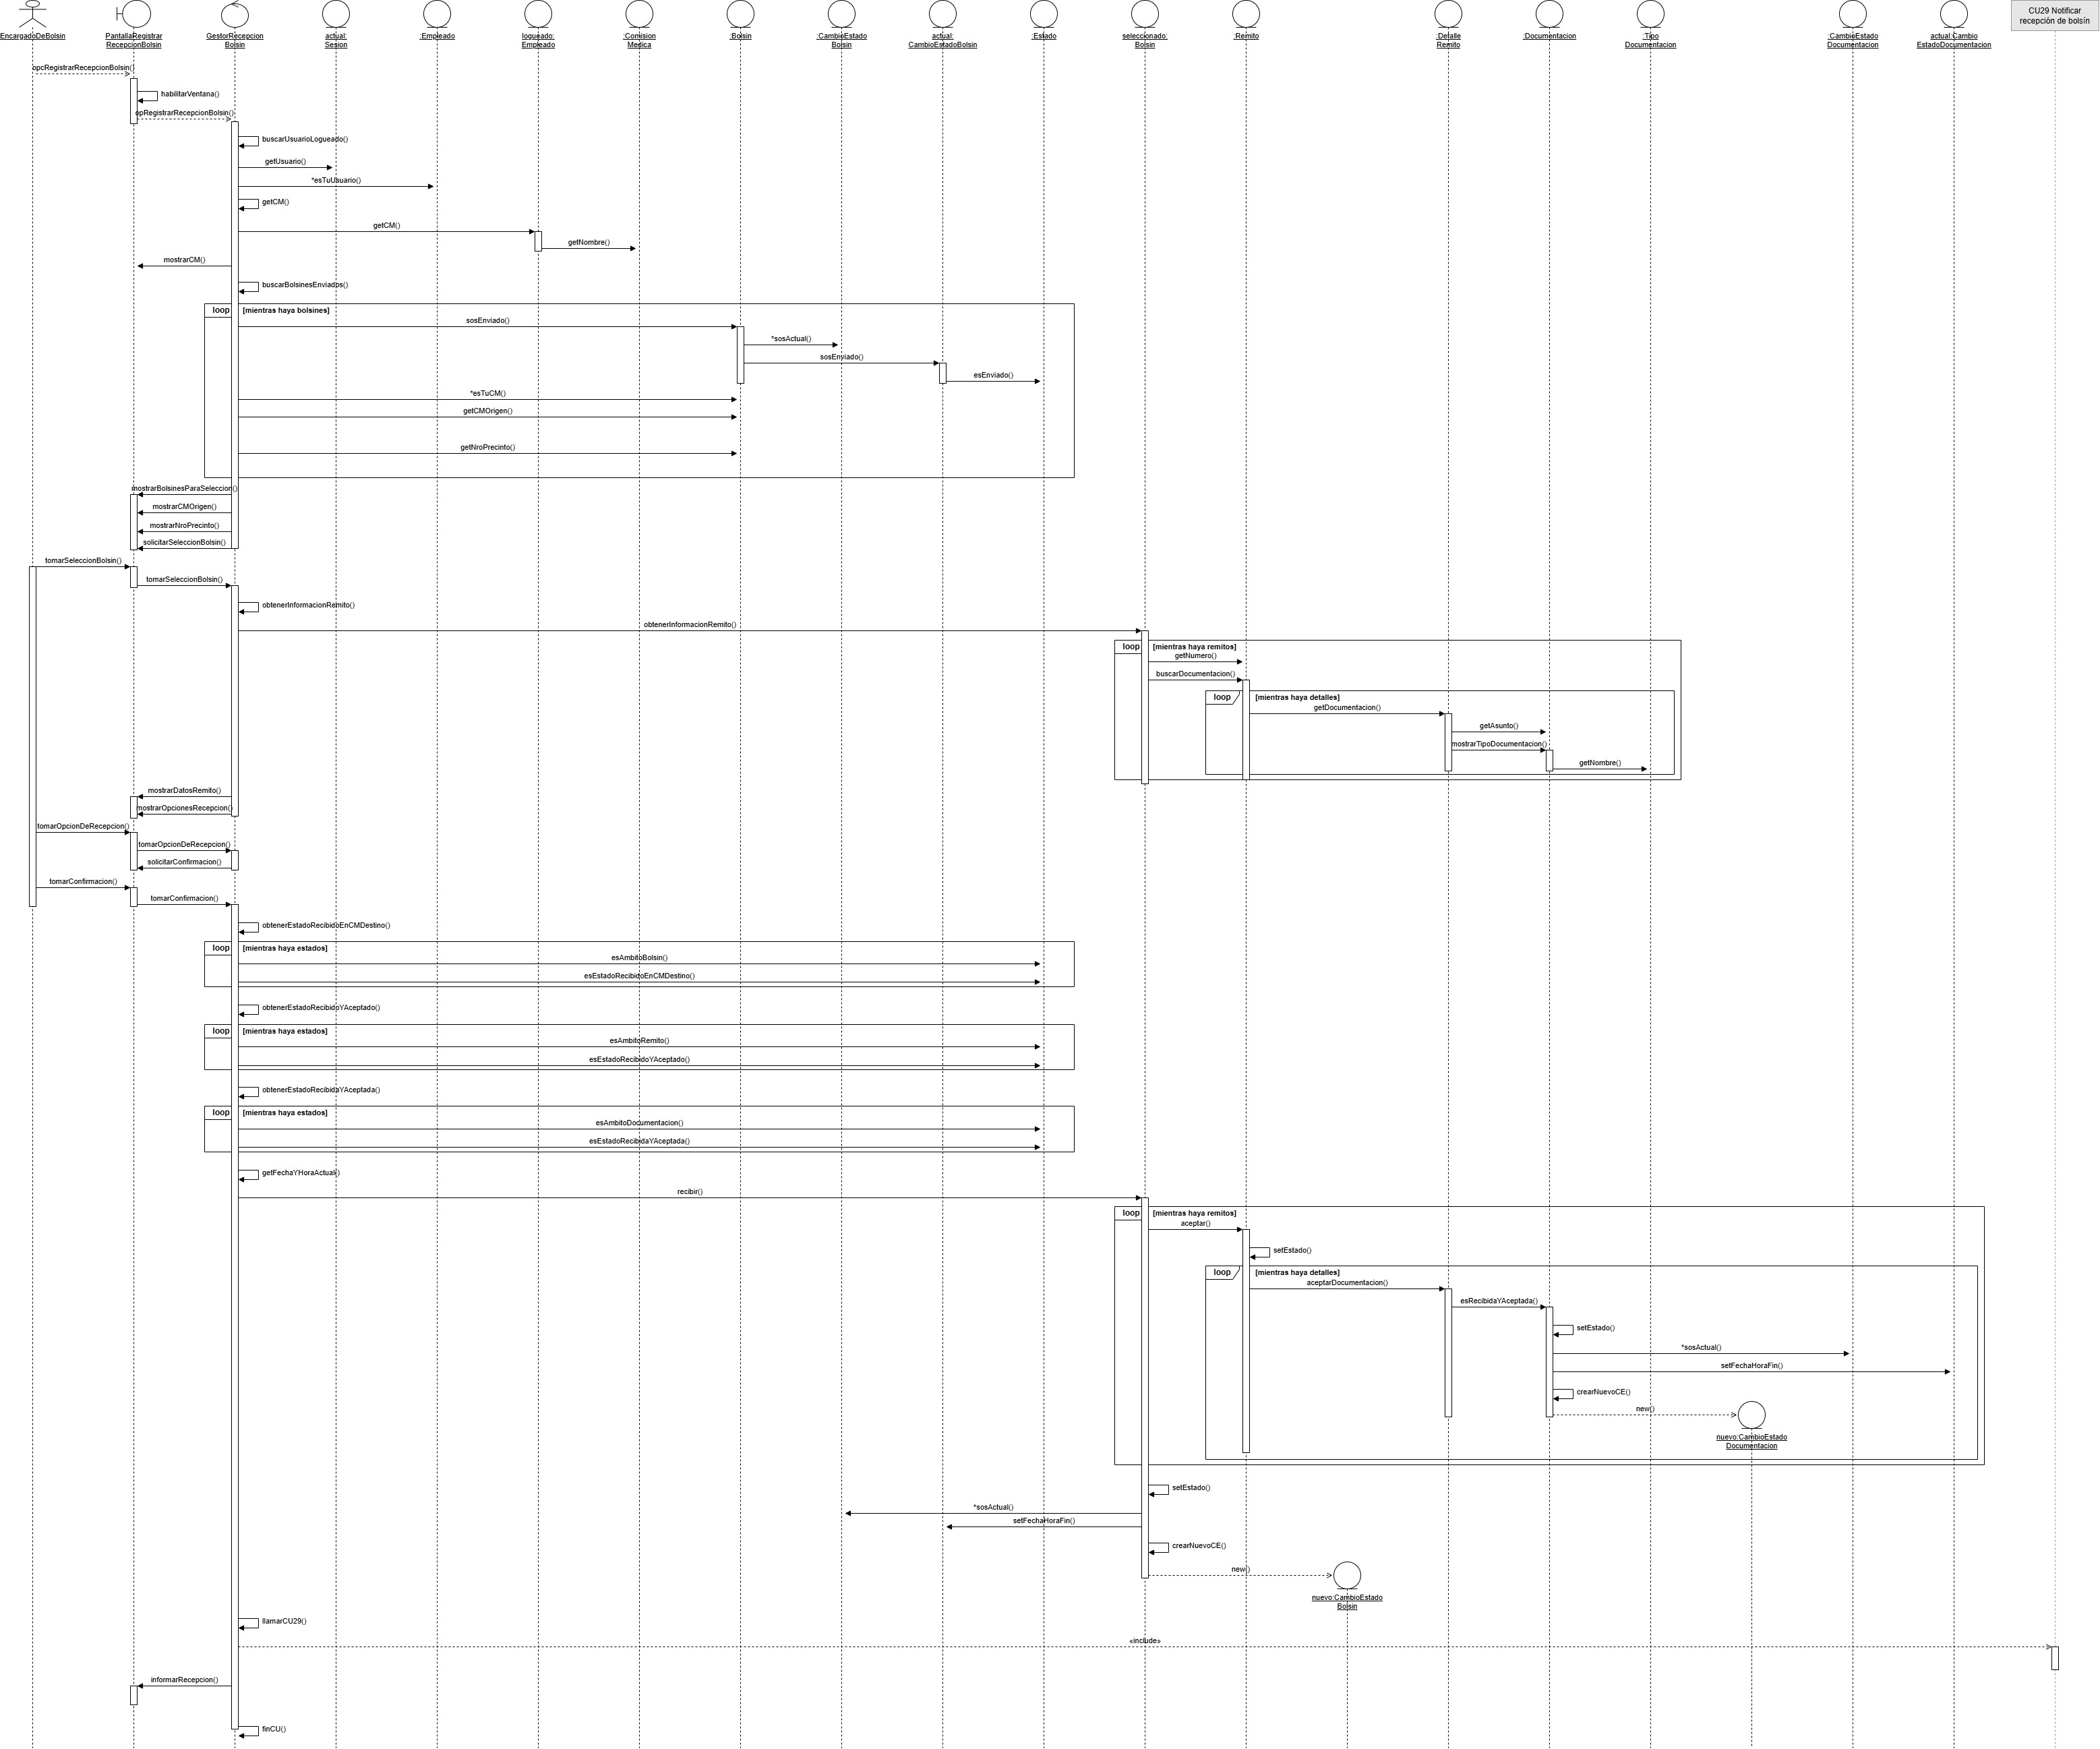 EncargadoDeBolsin
PantallaRegistrar
RecepcionBolsin
GestorRecepcion
Bolsin
actual:
Sesion
:Empleado
logueado:
Empleado
:Comision
Medica
:Bolsin
:CambioEstado
Bolsin
actual:
CambioEstadoBolsin
:Estado
seleccionado:
Bolsin
:Remito
:Detalle
Remito
:Documentacion
:Tipo
Documentacion
:CambioEstado
Documentacion
actual:Cambio
EstadoDocumentacion
CU29 Notificar
recepción de bolsín
opcRegistrarRecepcionBolsin()
habilitarVentana()
opRegistrarRecepcionBolsin()
buscarUsuarioLogueado()
getUsuario()
*esTuUsuario()
getCM()
getCM()
getNombre()
mostrarCM()
buscarBolsinesEnviados()
loop [mientras haya bolsines]
sosEnviado()
*sosActual()
sosEnviado()
esEnviado()
*esTuCM()
getCMOrigen()
getNroPrecinto()
mostrarBolsinesParaSeleccion()
mostrarCMOrigen()
mostrarNroPrecinto()
solicitarSeleccionBolsin()
tomarSeleccionBolsin()
tomarSeleccionBolsin()
obtenerInformacionRemito()
obtenerInformacionRemito()
loop [mientras haya remitos]
getNumero()
buscarDocumentacion()
loop [mientras haya detalles]
getDocumentacion()
getAsunto()
mostrarTipoDocumentacion()
getNombre()
mostrarDatosRemito()
mostrarOpcionesRecepcion()
tomarOpcionDeRecepcion()
tomarOpcionDeRecepcion()
solicitarConfirmacion()
tomarConfirmacion()
tomarConfirmacion()
obtenerEstadoRecibidoEnCMDestino()
loop [mientras haya estados]
esAmbitoBolsin()
esEstadoRecibidoEnCMDestino()
obtenerEstadoRecibidoYAceptado()
loop [mientras haya estados]
esAmbitoRemito()
esEstadoRecibidoYAceptado()
obtenerEstadoRecibidaYAceptada()
loop [mientras haya estados]
esAmbitoDocumentacion()
esEstadoRecibidaYAceptada()
getFechaYHoraActual()
recibir()
loop [mientras haya remitos]
aceptar()
setEstado()
loop [mientras haya detalles]
aceptarDocumentacion()
esRecibidaYAceptada()
setEstado()
*sosActual()
setFechaHoraFin()
crearNuevoCE()
new()
nuevo:CambioEstado
Documentacion
setEstado()
*sosActual()
setFechaHoraFin()
crearNuevoCE()
new()
nuevo:CambioEstado
Bolsin
llamarCU29()
«include»
informarRecepcion()
finCU()